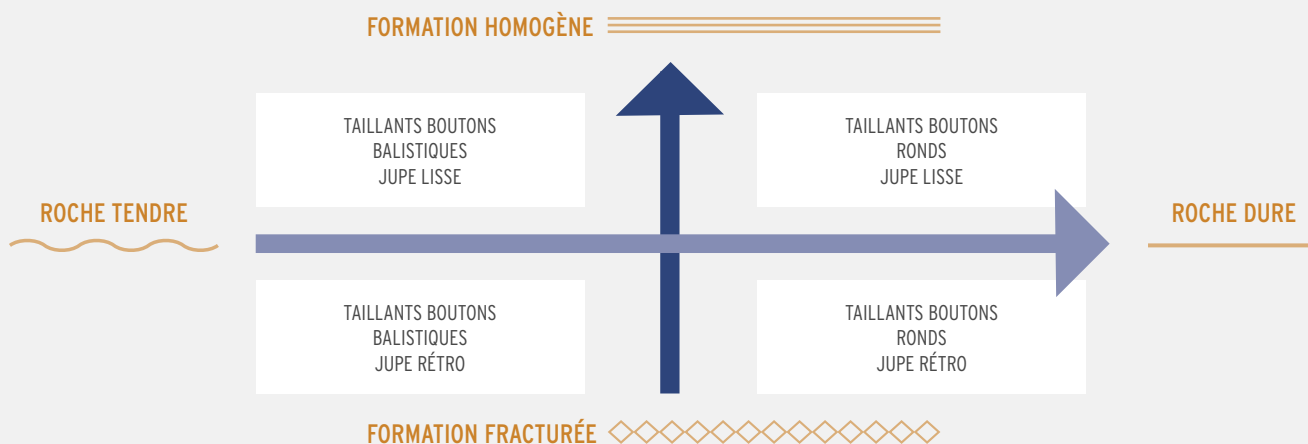 FORMATION HOMOGÈNE
TAILLANTS BOUTONS
BALISTIQUES
JUPE LISSE
TAILLANTS BOUTONS
RONDS
JUPE LISSE
ROCHE TENDRE
ROCHE DURE
TAILLANTS BOUTONS
BALISTIQUES
JUPE RÉTRO
TAILLANTS BOUTONS
RONDS
JUPE RÉTRO
FORMATION FRACTURÉE